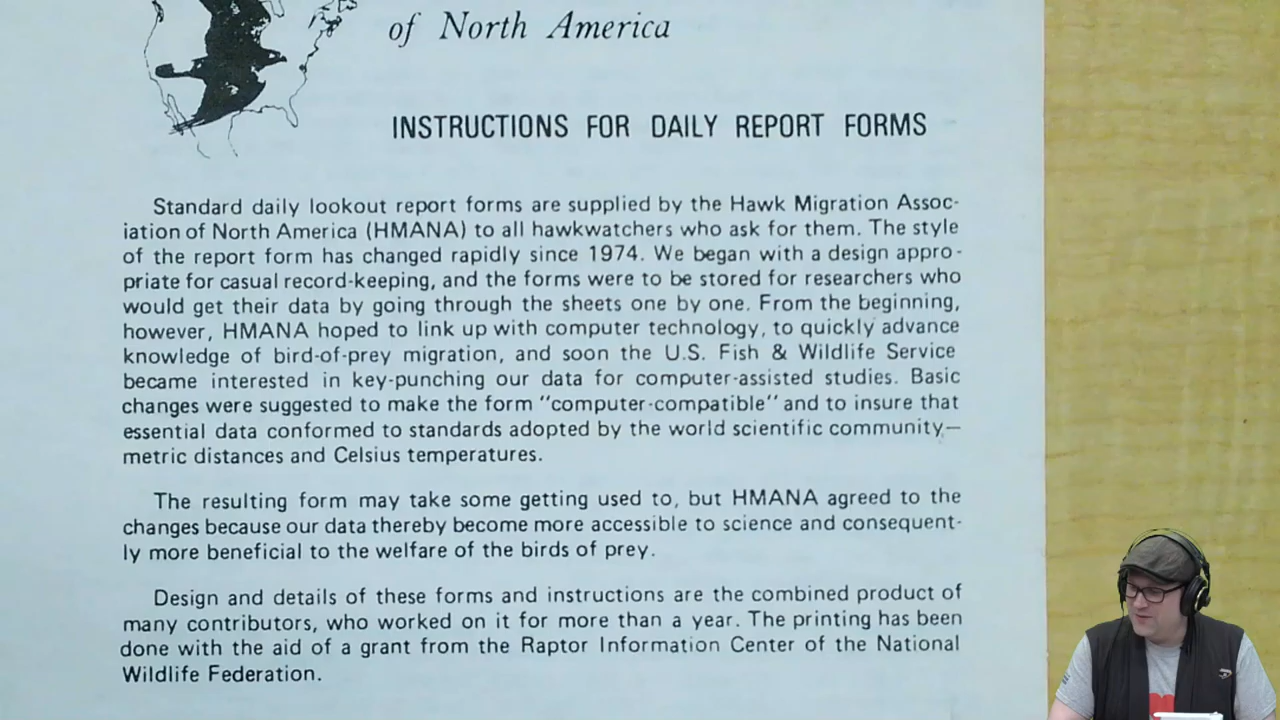 of North America
INSTRUCTIONS FOR DAILY REPORT FORMS
Standard daily lookout report forms are supplied by the Hawk Migration Assoc-
iation of North America (HMANA) to all hawkwatchers who ask for them. The style
of the report form has changed rapidly since 1974. We began with a design appro-
priate for casual record-keeping, and the forms were to be stored for researchers who
would get their data by going through the sheets one by one. From the beginning,
however, HMANA hoped to link up with computer technology, to quickly advance
knowledge of bird-of-prey migration, and soon the U.S. Fish & Wildlife Service
became interested in key-punching our data for computer-assisted studies. Basic
changes were suggested to make the form "computer-compatible" and to insure that
essential data conformed to standards adopted by the world scientific community—
metric distances and Celsius temperatures.
The resulting form may take some getting used to, but HMANA agreed to the
changes because our data thereby become more accessible to science and consequent-
ly more beneficial to the welfare of the birds of prey.
Design and details of these forms and instructions are the combined product of
many contributors, who worked on it for more than a year. The printing has been
done with the aid of a grant from the Raptor Information Center of the National
Wildlife Federation.